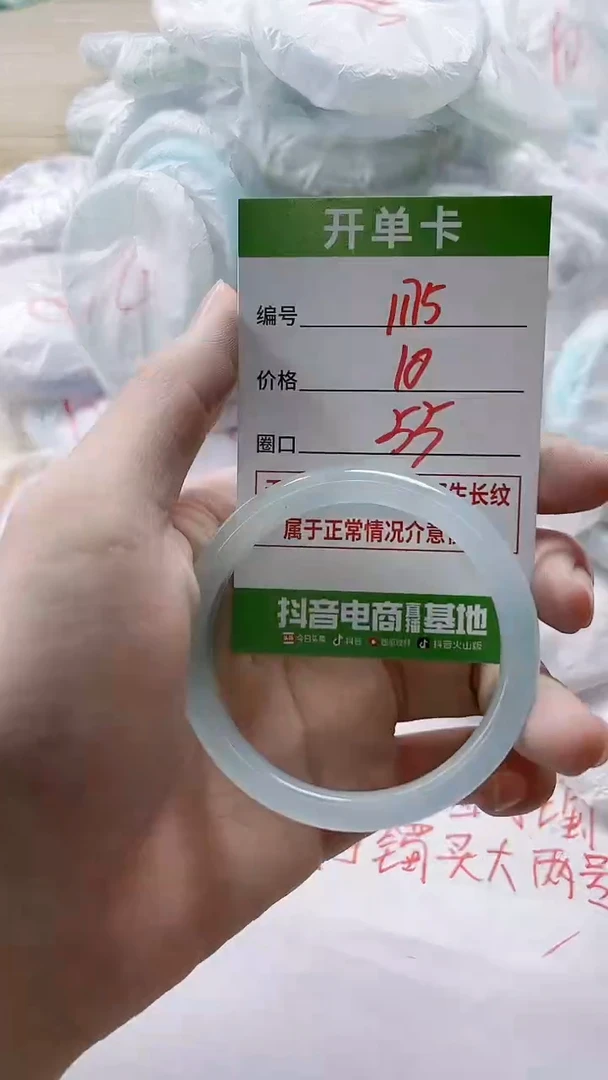 开单卡
编号 1175
价格 10
圈口 55
生长纹
属于正常情况介意
抖音电商直播基地
今日头条 抖音 西瓜视频 抖音火山版
镯买大两号